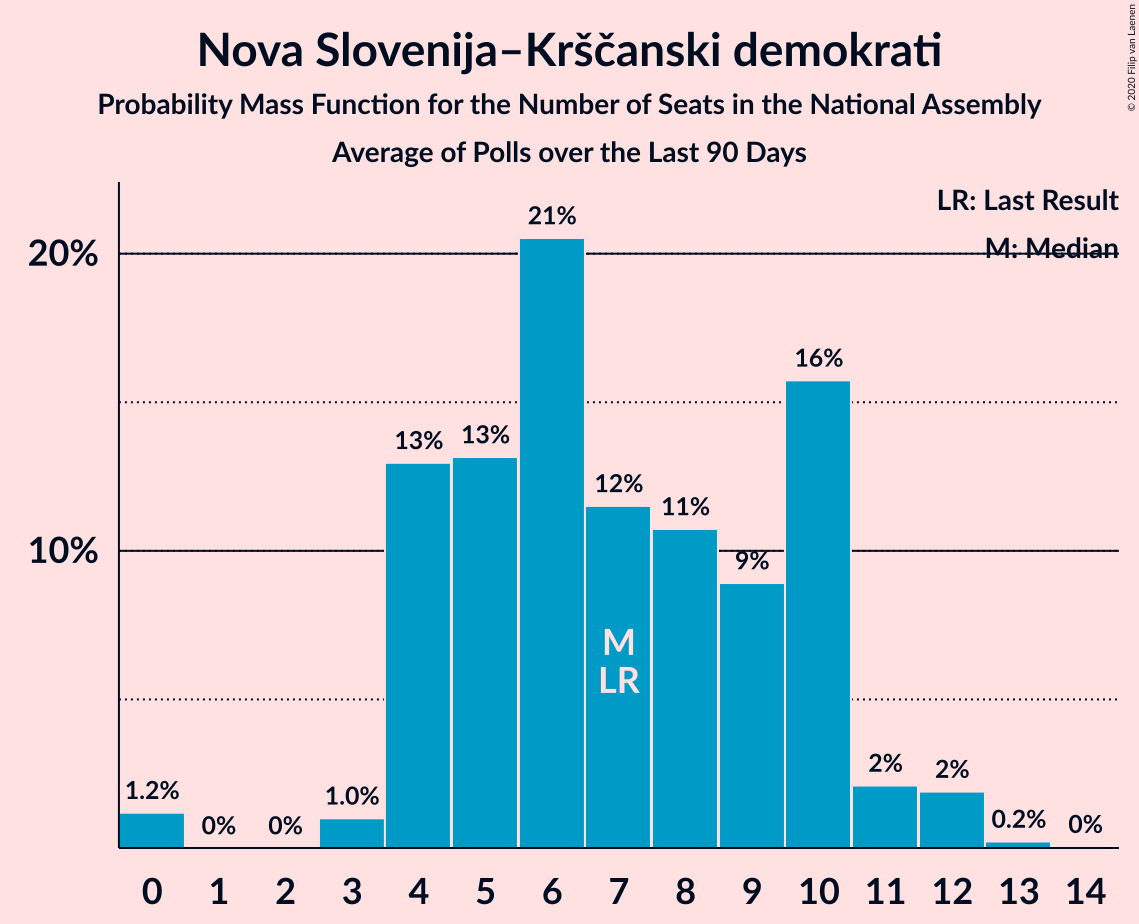 Nova Slovenija–Krščanski demokrati
Probability Mass Function for the Number of Seats in the National Assembly
Average of Polls over the Last 90 Days
© 2020 Filip van Laenen
LR: Last Result
M: Median
20%
10%
1.2%
0%
0%
1.0%
13%
13%
21%
12%
11%
9%
16%
2%
2%
0.2%
0%
M
LR
0 1 2 3 4 5 6 7 8 9 10 11 12 13 14